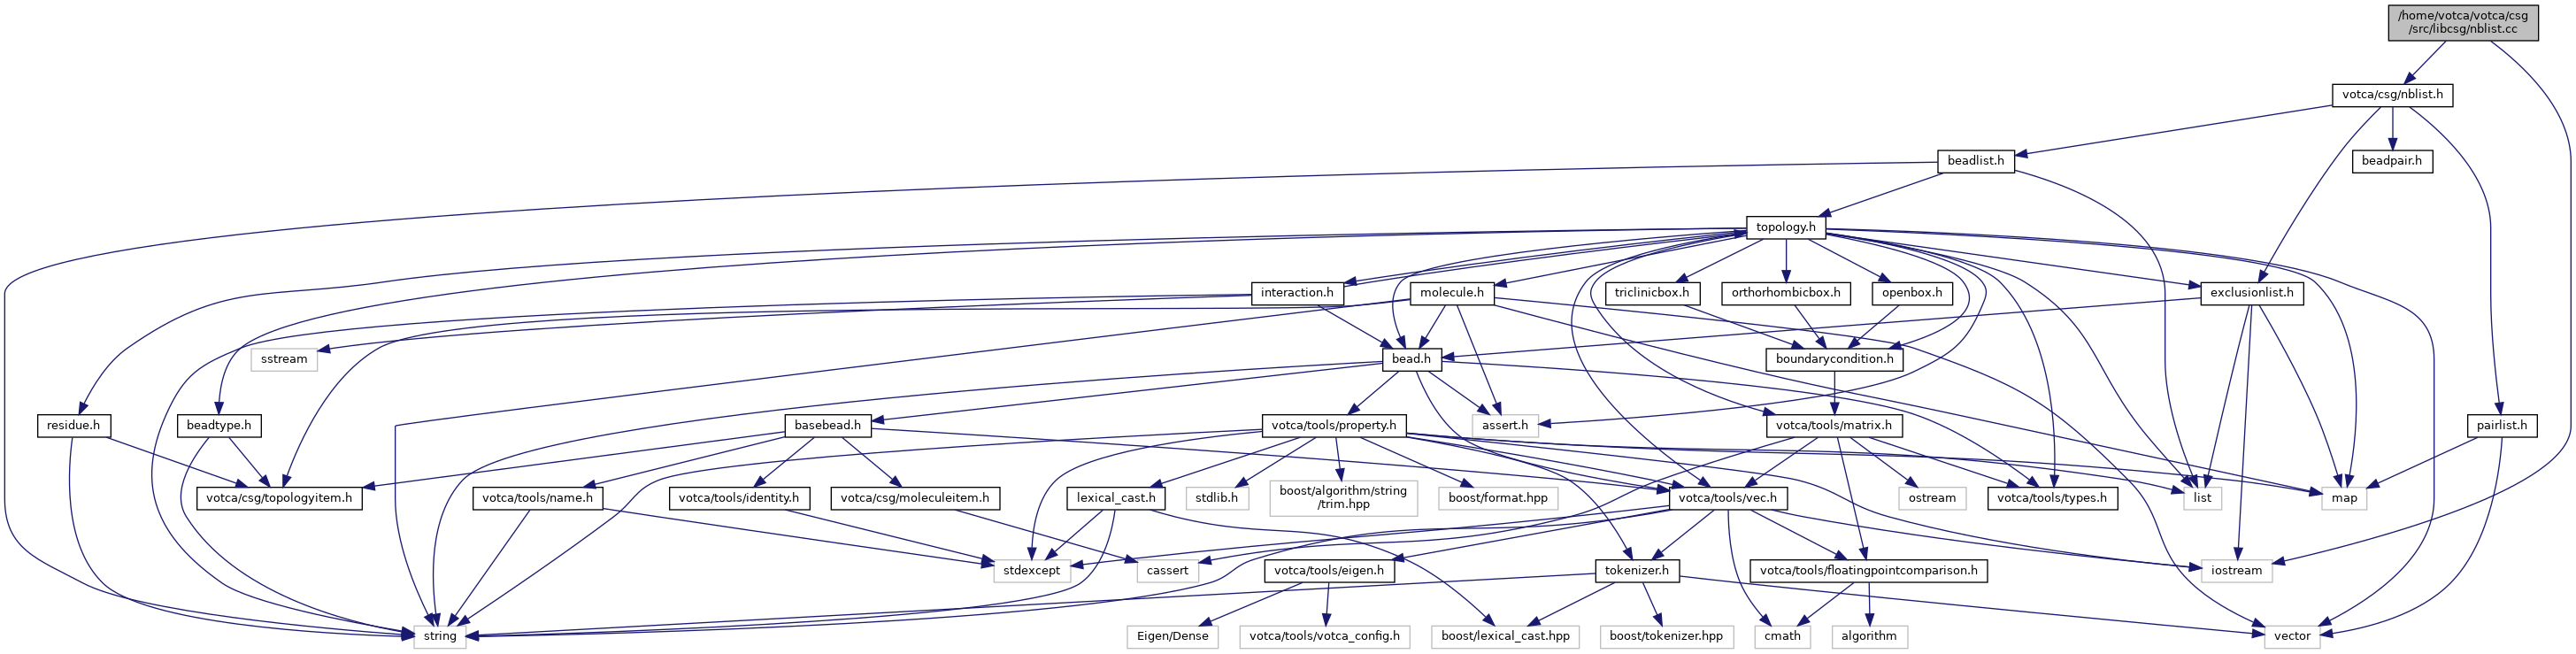 /home/votca/votca/csg
/src/libcsg/nblist.cc
votca/csg/nblist.h
beadlist.h
beadpair.h
topology.h
interaction.h
molecule.h
triclinicbox.h
orthorhombicbox.h
openbox.h
exclusionlist.h
sstream
bead.h
boundarycondition.h
residue.h
beadtype.h
basebead.h
votca/tools/property.h
assert.h
votca/tools/matrix.h
pairlist.h
votca/csg/topologyitem.h
votca/tools/name.h
votca/tools/identity.h
votca/csg/moleculeitem.h
lexical_cast.h
stdlib.h
boost/algorithm/string
/trim.hpp
boost/format.hpp
votca/tools/vec.h
ostream
votca/tools/types.h
list
map
stdexcept
cassert
votca/tools/eigen.h
tokenizer.h
votca/tools/floatingpointcomparison.h
iostream
string
Eigen/Dense
votca/tools/votca_config.h
boost/lexical_cast.hpp
boost/tokenizer.hpp
cmath
algorithm
vector